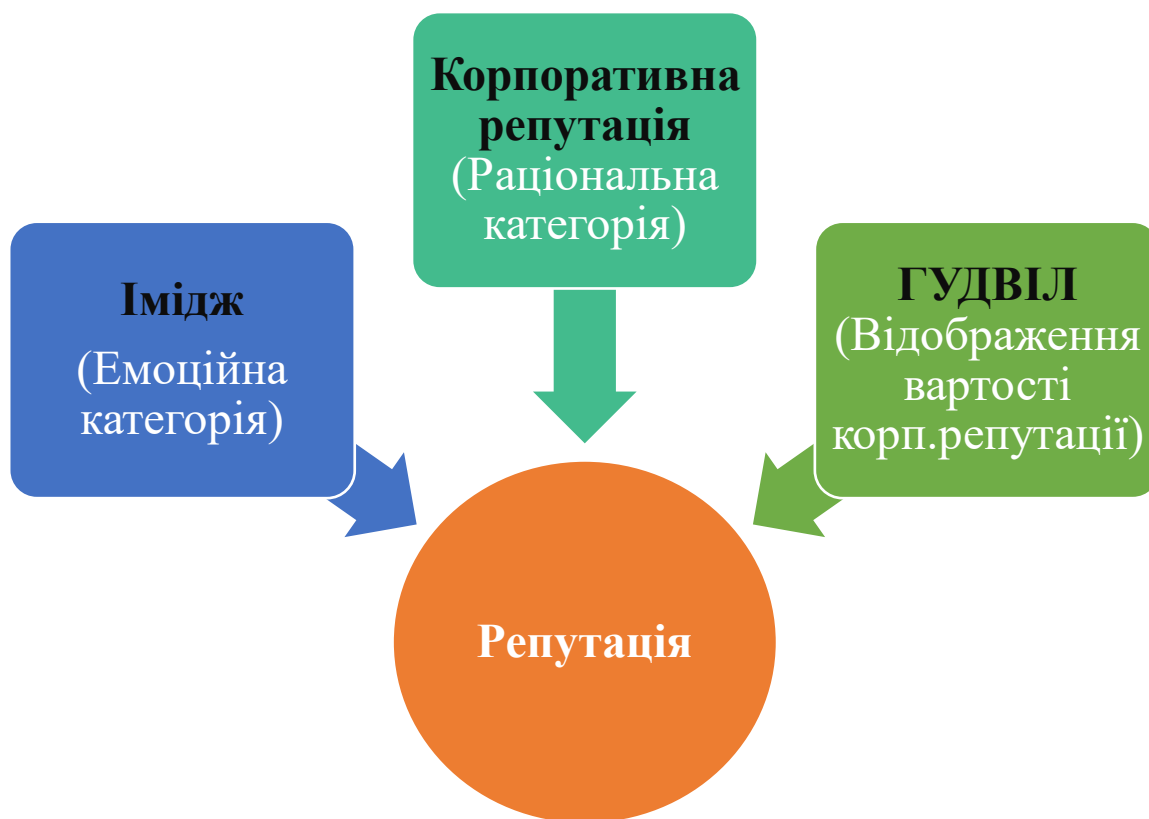 Корпоративна
репутація
(Раціональна
категорія)
Імідж
(Емоційна
категорія)
ГУДВІЛ
(Відображення
вартості
корп.репутації)
Репутація